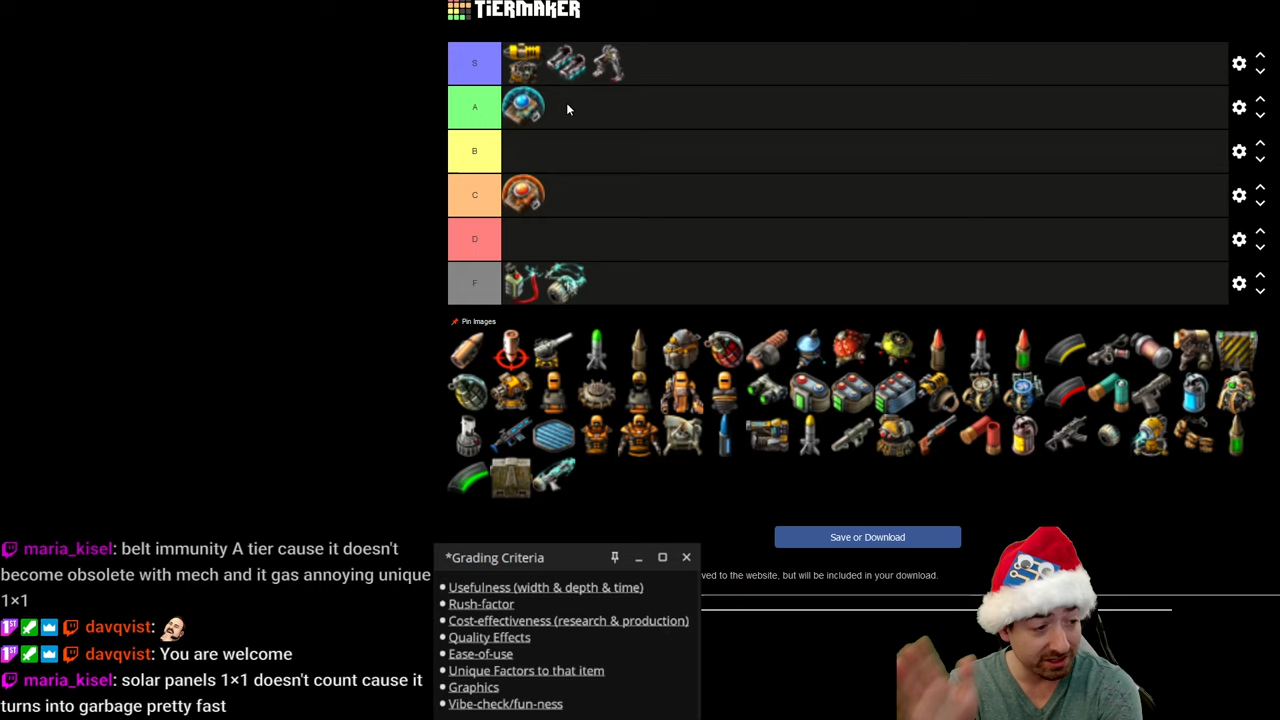 TiERMAKER
S
A
B
C
D
F
Pin Images
Save or Download
ved to the website, but will be included in your download.
maria_kisel: belt immunity A tier cause it doesn't
become obsolete with mech and it gas annoying unique
1×1
davqvist:
davqvist: You are welcome
maria_kisel: solar panels 1×1 doesn't count cause it
turns into garbage pretty fast
*Grading Criteria
Usefulness (width & depth & time)
Rush-factor
Cost-effectiveness (research & production)
Quality Effects
Ease-of-use
Unique Factors to that item
Graphics
Vibe-check/fun-ness